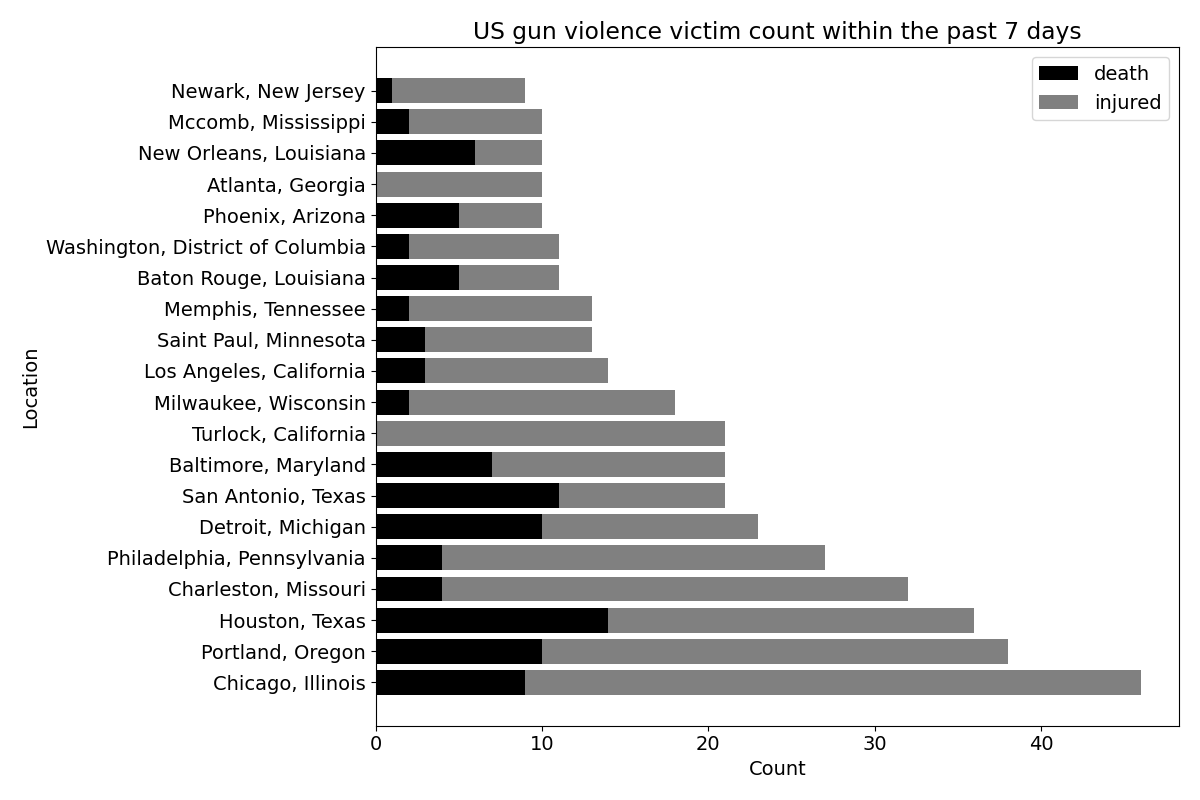 US gun violence victim count within the past 7 days
death
injured
Newark, New Jersey
Mccomb, Mississippi
New Orleans, Louisiana
Atlanta, Georgia
Phoenix, Arizona
Washington, District of Columbia
Baton Rouge, Louisiana
Memphis, Tennessee
Saint Paul, Minnesota
Los Angeles, California
Milwaukee, Wisconsin
Turlock, California
Baltimore, Maryland
San Antonio, Texas
Detroit, Michigan
Philadelphia, Pennsylvania
Charleston, Missouri
Houston, Texas
Portland, Oregon
Chicago, Illinois
Location
0 10 20 30 40
Count